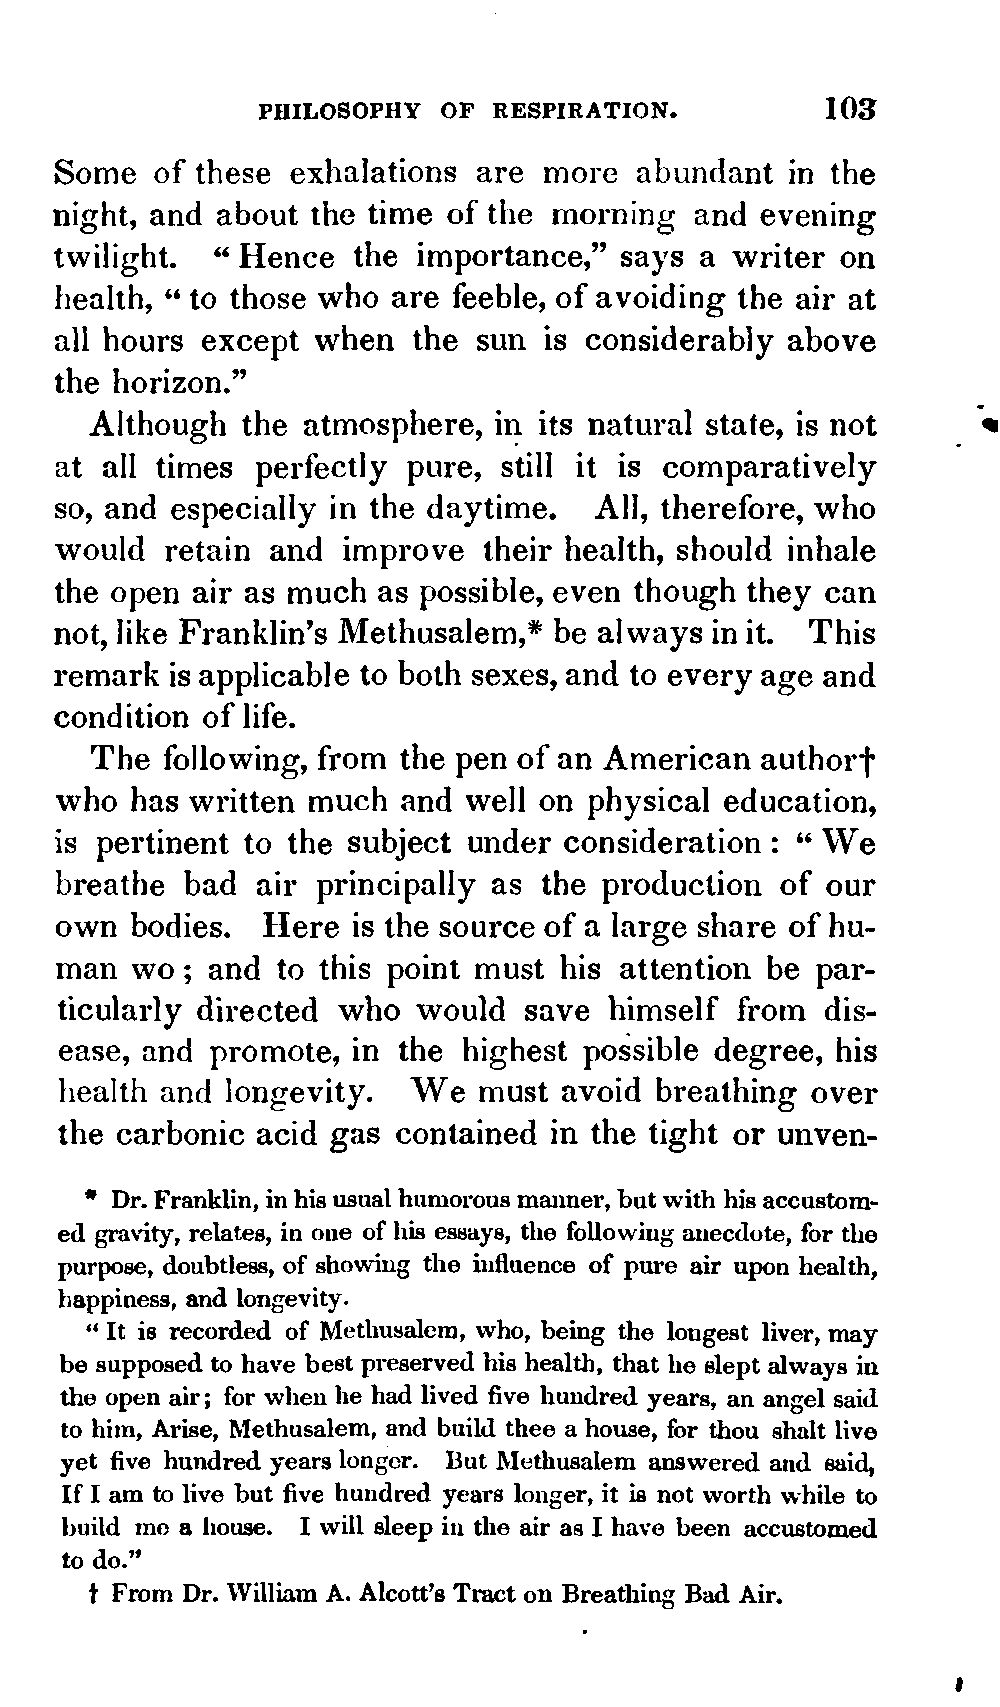 PHILOSOPHY OF RESPIRATION. 103
Some of these exhalations are more abundant in the
night, and about the time of the morning and evening
twilight. “ Hence the importance,” says a writer on
health, “ to those who are feeble, of avoiding the air at
all hours except when the sun is considerably above
the horizon.”
Although the atmosphere, in its natural state, is not
at all times perfectly pure, still it is comparatively
so, and especially in the daytime. All, therefore, who
would retain and improve their health, should inhale
the open air as much as possible, even though they can
not, like Franklin’s Methusalem,* be always in it. This
remark is applicable to both sexes, and to every age and
condition of life.
The following, from the pen of an American author†
who has written much and well on physical education,
is pertinent to the subject under consideration : “ We
breathe bad air principally as the production of our
own bodies. Here is the source of a large share of hu-
man wo ; and to this point must his attention be par-
ticularly directed who would save himself from dis-
ease, and promote, in the highest possible degree, his
health and longevity. We must avoid breathing over
the carbonic acid gas contained in the tight or unven-
* Dr. Franklin, in his usual humorous manner, but with his accustom-
ed gravity, relates, in one of his essays, the following anecdote, for the
purpose, doubtless, of showing the influence of pure air upon health,
happiness, and longevity.
“ It is recorded of Methusalem, who, being the longest liver, may
be supposed to have best preserved his health, that he slept always in
the open air ; for when he had lived five hundred years, an angel said
to him, Arise, Methusalem, and build thee a house, for thou shalt live
yet five hundred years longer. But Methusalem answered and said,
If I am to live but five hundred years longer, it is not worth while to
build me a house. I will sleep in the air as I have been accustomed
to do.”
† From Dr. William A. Alcott’s Tract on Breathing Bad Air.